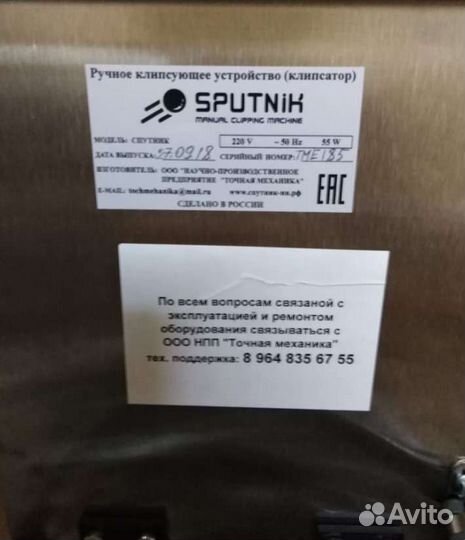 Ручное клипсующее устройство (клипсатор)
SPUTNiK
MANUAL CLIPPING MACHINE
МОДЕЛЬ: СПУТНИК 220 V ~ 50 Hz 55 W
ДАТА ВЫПУСКА: 09.18 СЕРИЙНЫЙ НОМЕР: TME185
ИЗГОТОВИТЕЛЬ: ООО "НАУЧНО-ПРОИЗВОДСТВЕННОЕ
ПРЕДПРИЯТИЕ "ТОЧНАЯ МЕХАНИКА"
E-MAIL: tochmehanika@mail.ru www.спутник-нн.рф
СДЕЛАНО В РОССИИ
EAC
По всем вопросам связаной с
эксплуатацией и ремонтом
оборудования связываться с
ООО НПП "Точная механика"
тех. поддержка: 8 964 835 67 55
Avito